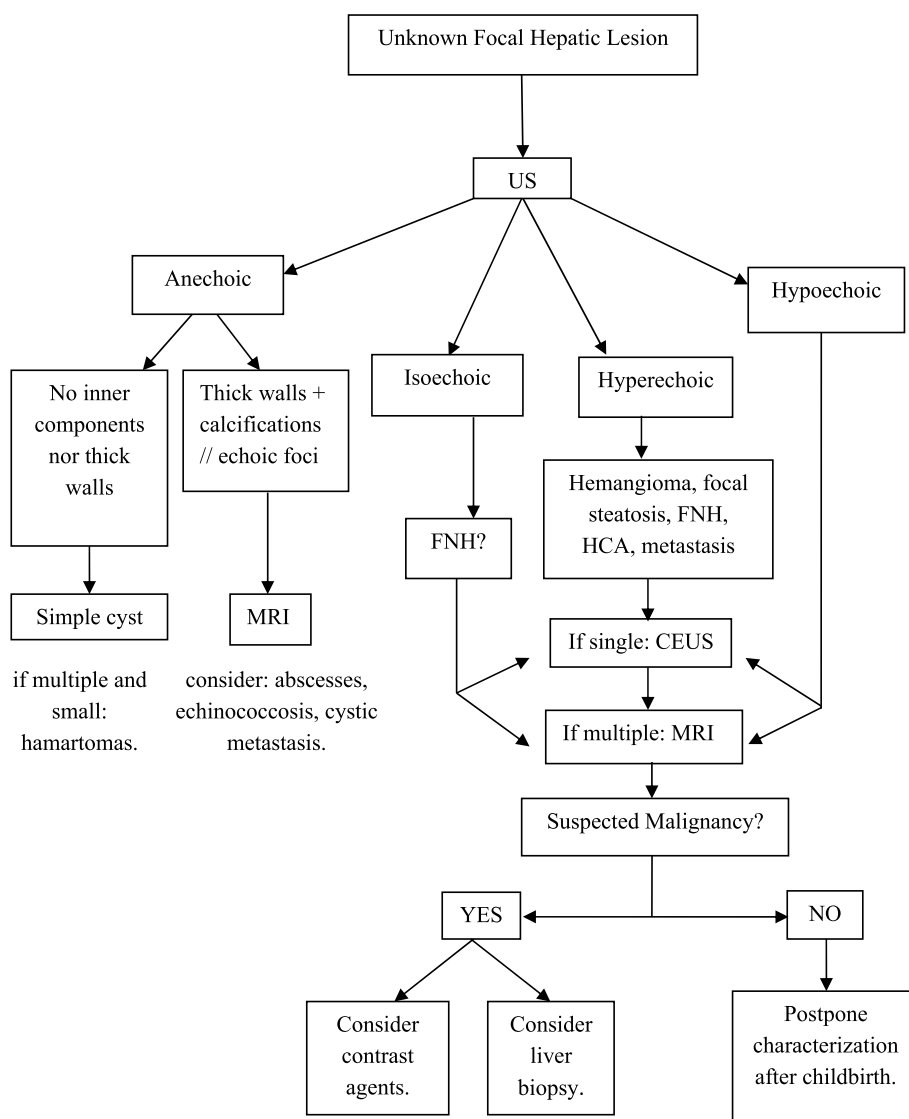 Unknown Focal Hepatic Lesion
US
Anechoic
Hypoechoic
Isoechoic
Hyperechoic
No inner
components
nor thick
walls
Thick walls +
calcifications
// echoic foci
Hemangioma, focal
steatosis, FNH,
HCA, metastasis
FNH?
Simple cyst
MRI
if multiple and
small:
hamartomas.
consider: abscesses,
echinococcosis, cystic
metastasis.
If single: CEUS
If multiple: MRI
Suspected Malignancy?
YES
NO
Consider
contrast
agents.
Consider
liver
biopsy.
Postpone
characterization
after childbirth.